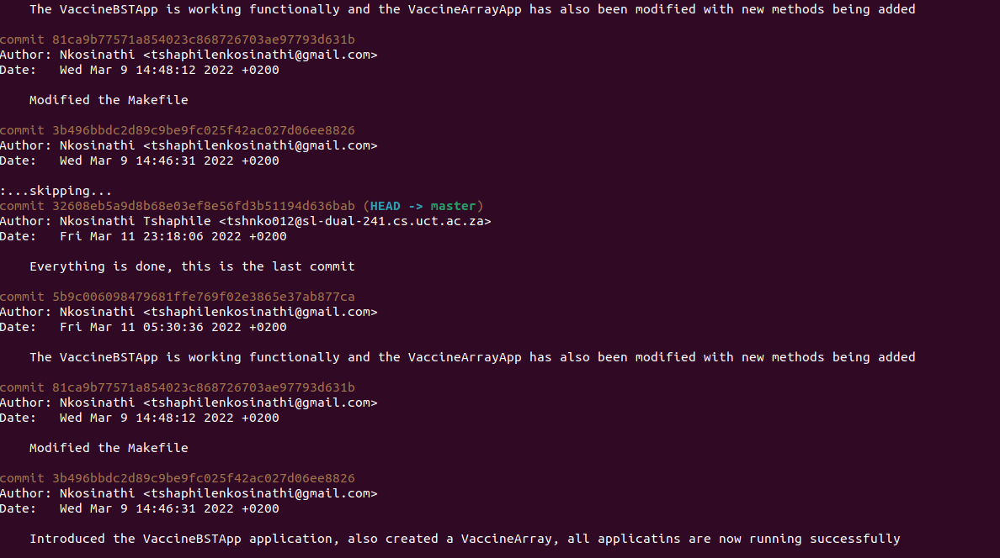 The VaccineBSTApp is working functionally and the VaccineArrayApp has also been modified with new methods being added
commit 81ca9b77571a854023c868726703ae97793d631b
Author: Nkosinathi <tshaphilenkosinathi@gmail.com>
Date:   Wed Mar 9 14:48:12 2022 +0200
Modified the Makefile
commit 3b496bbdc2d89c9be9fc025f42ac027d06ee8826
Author: Nkosinathi <tshaphilenkosinathi@gmail.com>
Date:   Wed Mar 9 14:46:31 2022 +0200
:...skipping...
commit 32608eb5a9d8b68e03ef8e56fd3b51194d636bab (HEAD -> master)
Author: Nkosinathi Tshaphile <tshnko012@sl-dual-241.cs.uct.ac.za>
Date:   Fri Mar 11 23:18:06 2022 +0200
Everything is done, this is the last commit
commit 5b9c006098479681ffe769f02e3865e37ab877ca
Author: Nkosinathi <tshaphilenkosinathi@gmail.com>
Date:   Fri Mar 11 05:30:36 2022 +0200
The VaccineBSTApp is working functionally and the VaccineArrayApp has also been modified with new methods being added
commit 81ca9b77571a854023c868726703ae97793d631b
Author: Nkosinathi <tshaphilenkosinathi@gmail.com>
Date:   Wed Mar 9 14:48:12 2022 +0200
Modified the Makefile
commit 3b496bbdc2d89c9be9fc025f42ac027d06ee8826
Author: Nkosinathi <tshaphilenkosinathi@gmail.com>
Date:   Wed Mar 9 14:46:31 2022 +0200
Introduced the VaccineBSTApp application, also created a VaccineArray, all applicatins are now running successfully